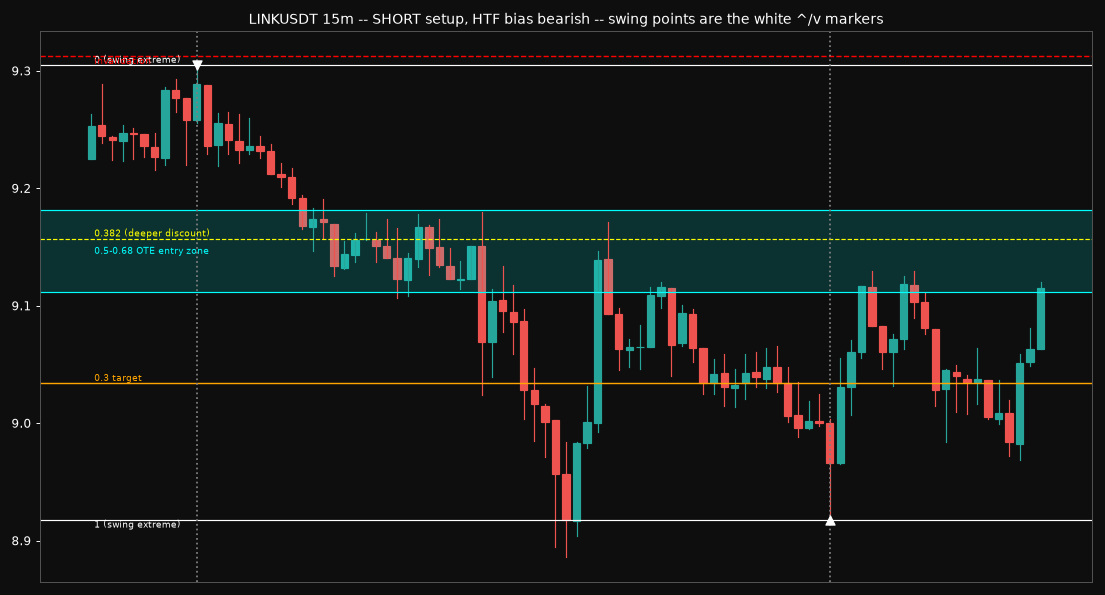 LINKUSDT 15m -- SHORT setup, HTF bias bearish -- swing points are the white ^/v markers
0 (swing extreme)
9.3
9.2
0.382 (deeper discount)
0.5-0.68 OTE entry zone
9.1
0.3 target
9.0
1 (swing extreme)
8.9